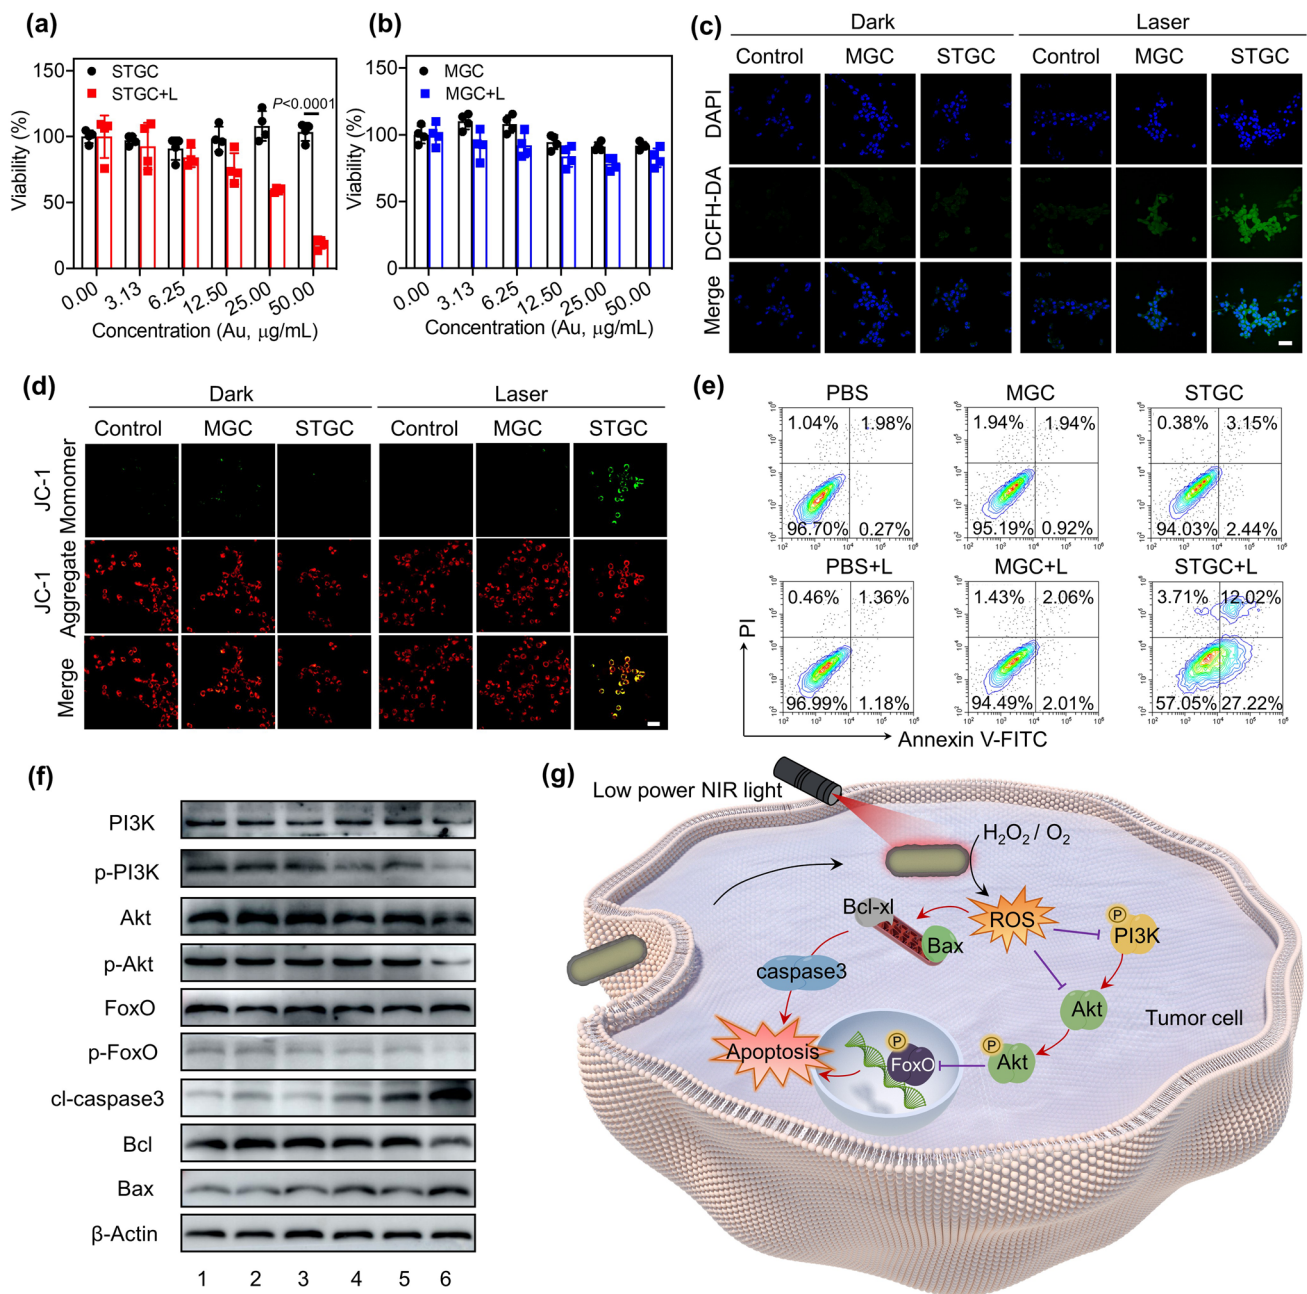 (a)
150
100
50
0
Viability (%)
STGC
STGC+L
P<0.0001
0.00
3.13
6.25
12.50
25.00
50.00
Concentration (Au, μg/mL)
(b)
150
100
50
0
Viability (%)
MGC
MGC+L
0.00
3.13
6.25
12.50
25.00
50.00
Concentration (Au, μg/mL)
(c)
Dark
Laser
Control
MGC
STGC
Control
MGC
STGC
DAPI
DCFH-DA
Merge
(d)
Dark
Laser
Control
MGC
STGC
Control
MGC
STGC
JC-1
Momomer
JC-1
Aggregate
Merge
(e)
PBS
1.04%
1.98%
96.70%
0.27%
MGC
1.94%
1.94%
95.19%
0.92%
STGC
0.38%
3.15%
94.03%
2.44%
PBS+L
0.46%
1.36%
96.99%
1.18%
MGC+L
1.43%
2.06%
94.49%
2.01%
STGC+L
3.71%
12.02%
57.05%
27.22%
PI
Annexin V-FITC
(f)
PI3K
p-PI3K
Akt
p-Akt
FoxO
p-FoxO
cl-caspase3
Bcl
Bax
β-Actin
1 2 3 4 5 6
(g)
Low power NIR light
H2O2 / O2
Bcl-xl
ROS
P
PI3K
Bax
caspase3
Akt
Tumor cell
Apoptosis
P
FoxO
P
Akt